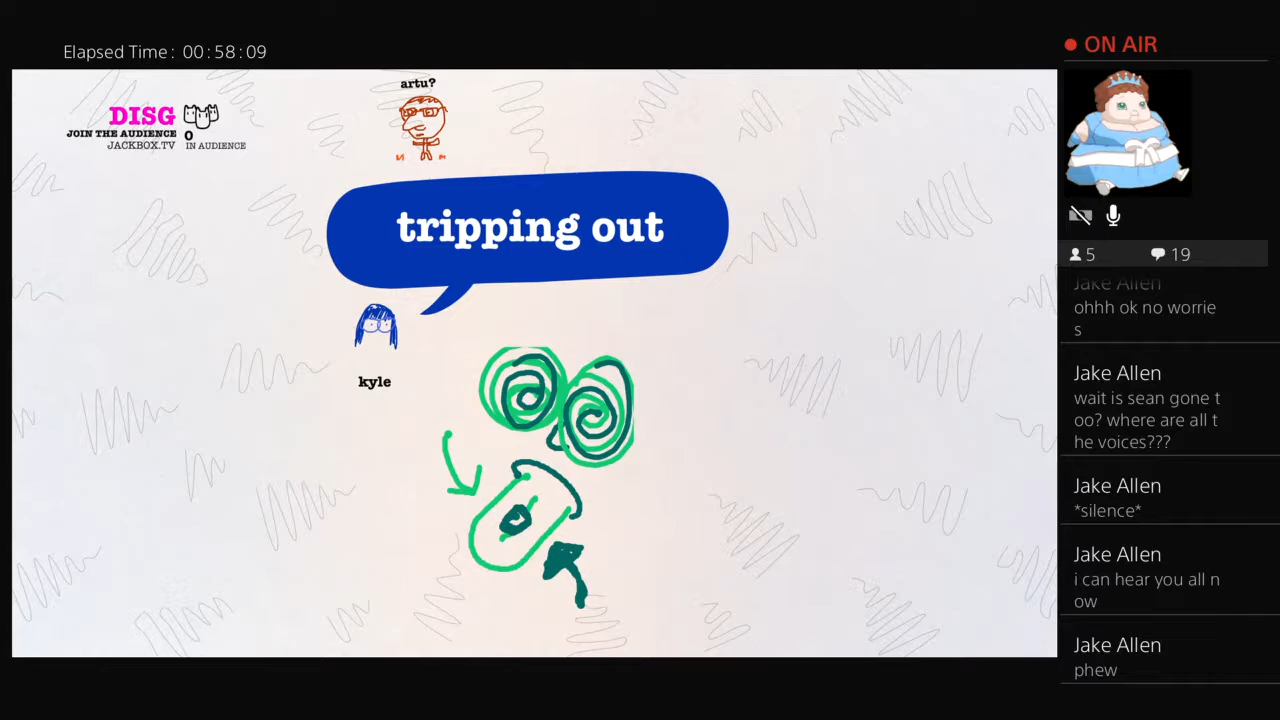 Elapsed Time: 00:58:09
ON AIR
DISG
JOIN THE AUDIENCE
JACKBOX.TV
0
IN AUDIENCE
artu?
tripping out
kyle
5
19
Jake Allen
ohhh ok no worrie
s
Jake Allen
wait is sean gone t
oo? where are all t
he voices???
Jake Allen
*silence*
Jake Allen
i can hear you all n
ow
Jake Allen
phew